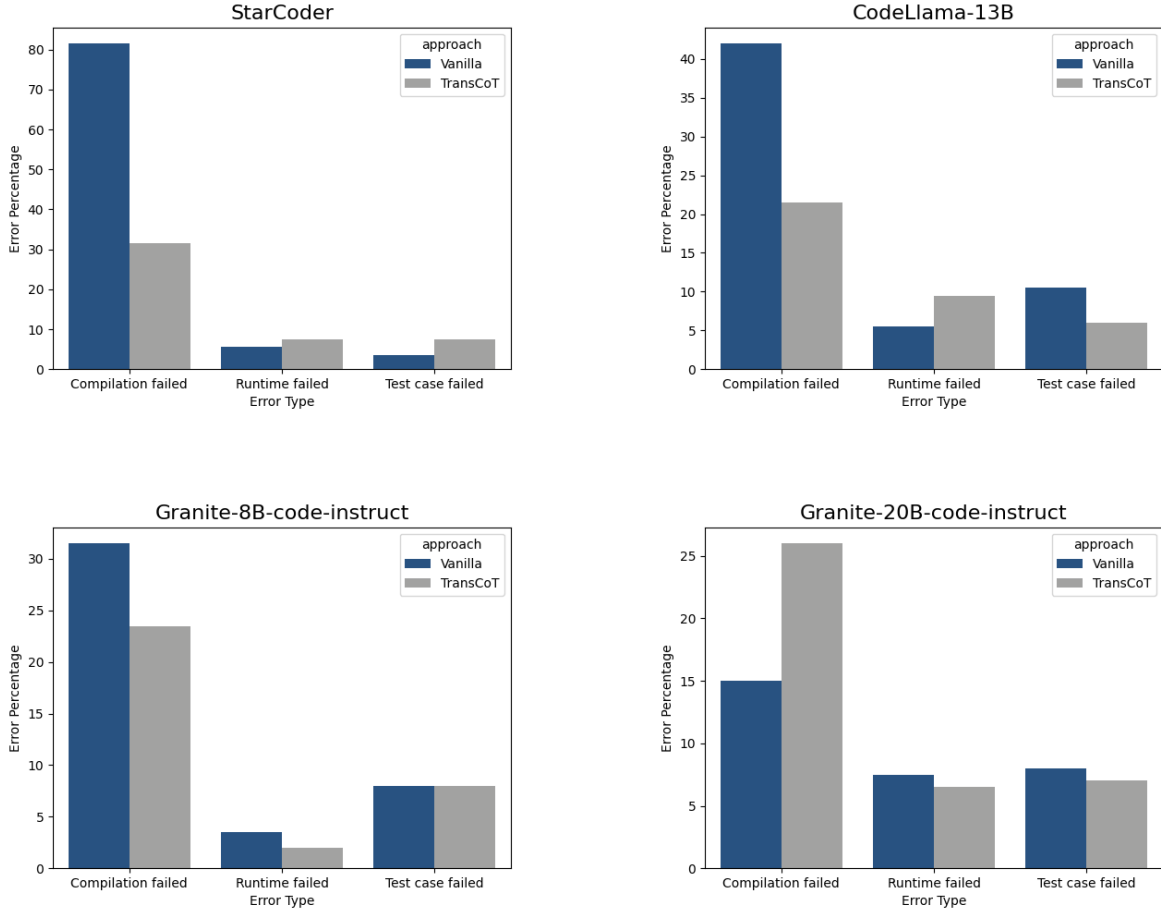 StarCoder
approach
Vanilla
TransCoT
Error Percentage
80
70
60
50
40
30
20
10
0
Compilation failed
Runtime failed
Test case failed
Error Type
CodeLlama-13B
approach
Vanilla
TransCoT
Error Percentage
40
35
30
25
20
15
10
5
0
Compilation failed
Runtime failed
Test case failed
Error Type
Granite-8B-code-instruct
approach
Vanilla
TransCoT
Error Percentage
30
25
20
15
10
5
0
Compilation failed
Runtime failed
Test case failed
Error Type
Granite-20B-code-instruct
approach
Vanilla
TransCoT
Error Percentage
25
20
15
10
5
0
Compilation failed
Runtime failed
Test case failed
Error Type